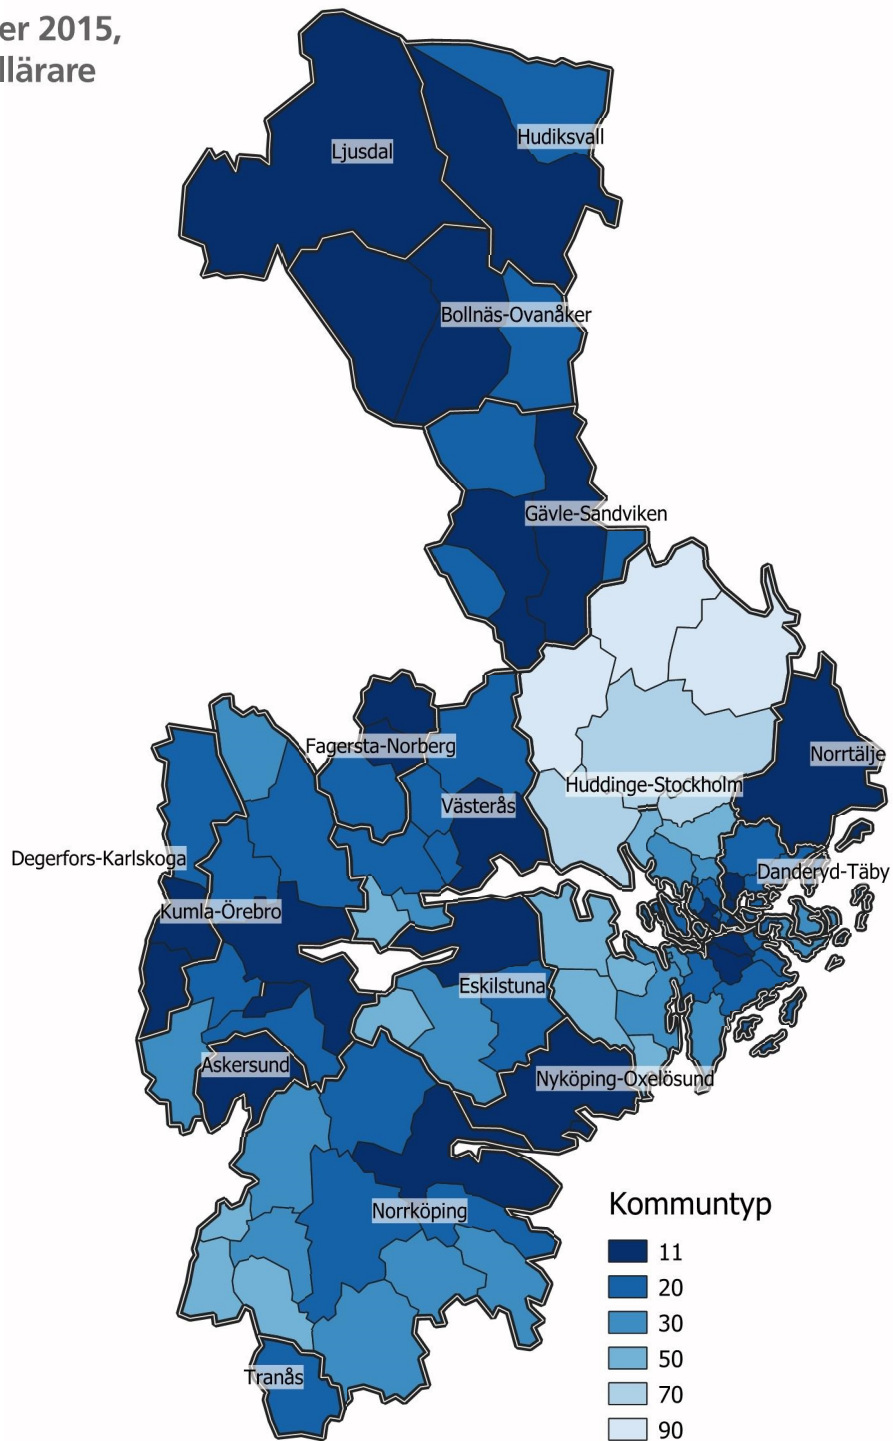 er 2015,
llärare
Ljusdal
Hudiksvall
Bollnäs-Ovanåker
Gävle-Sandviken
Fagersta-Norberg
Norrtälje
Huddinge-Stockholm
Västerås
Degerfors-Karlskoga
Danderyd-Täby
Kumla-Örebro
Eskilstuna
Askersund
Nyköping-Oxelösund
Norrköping
Tranås
Kommuntyp
11
20
30
50
70
90